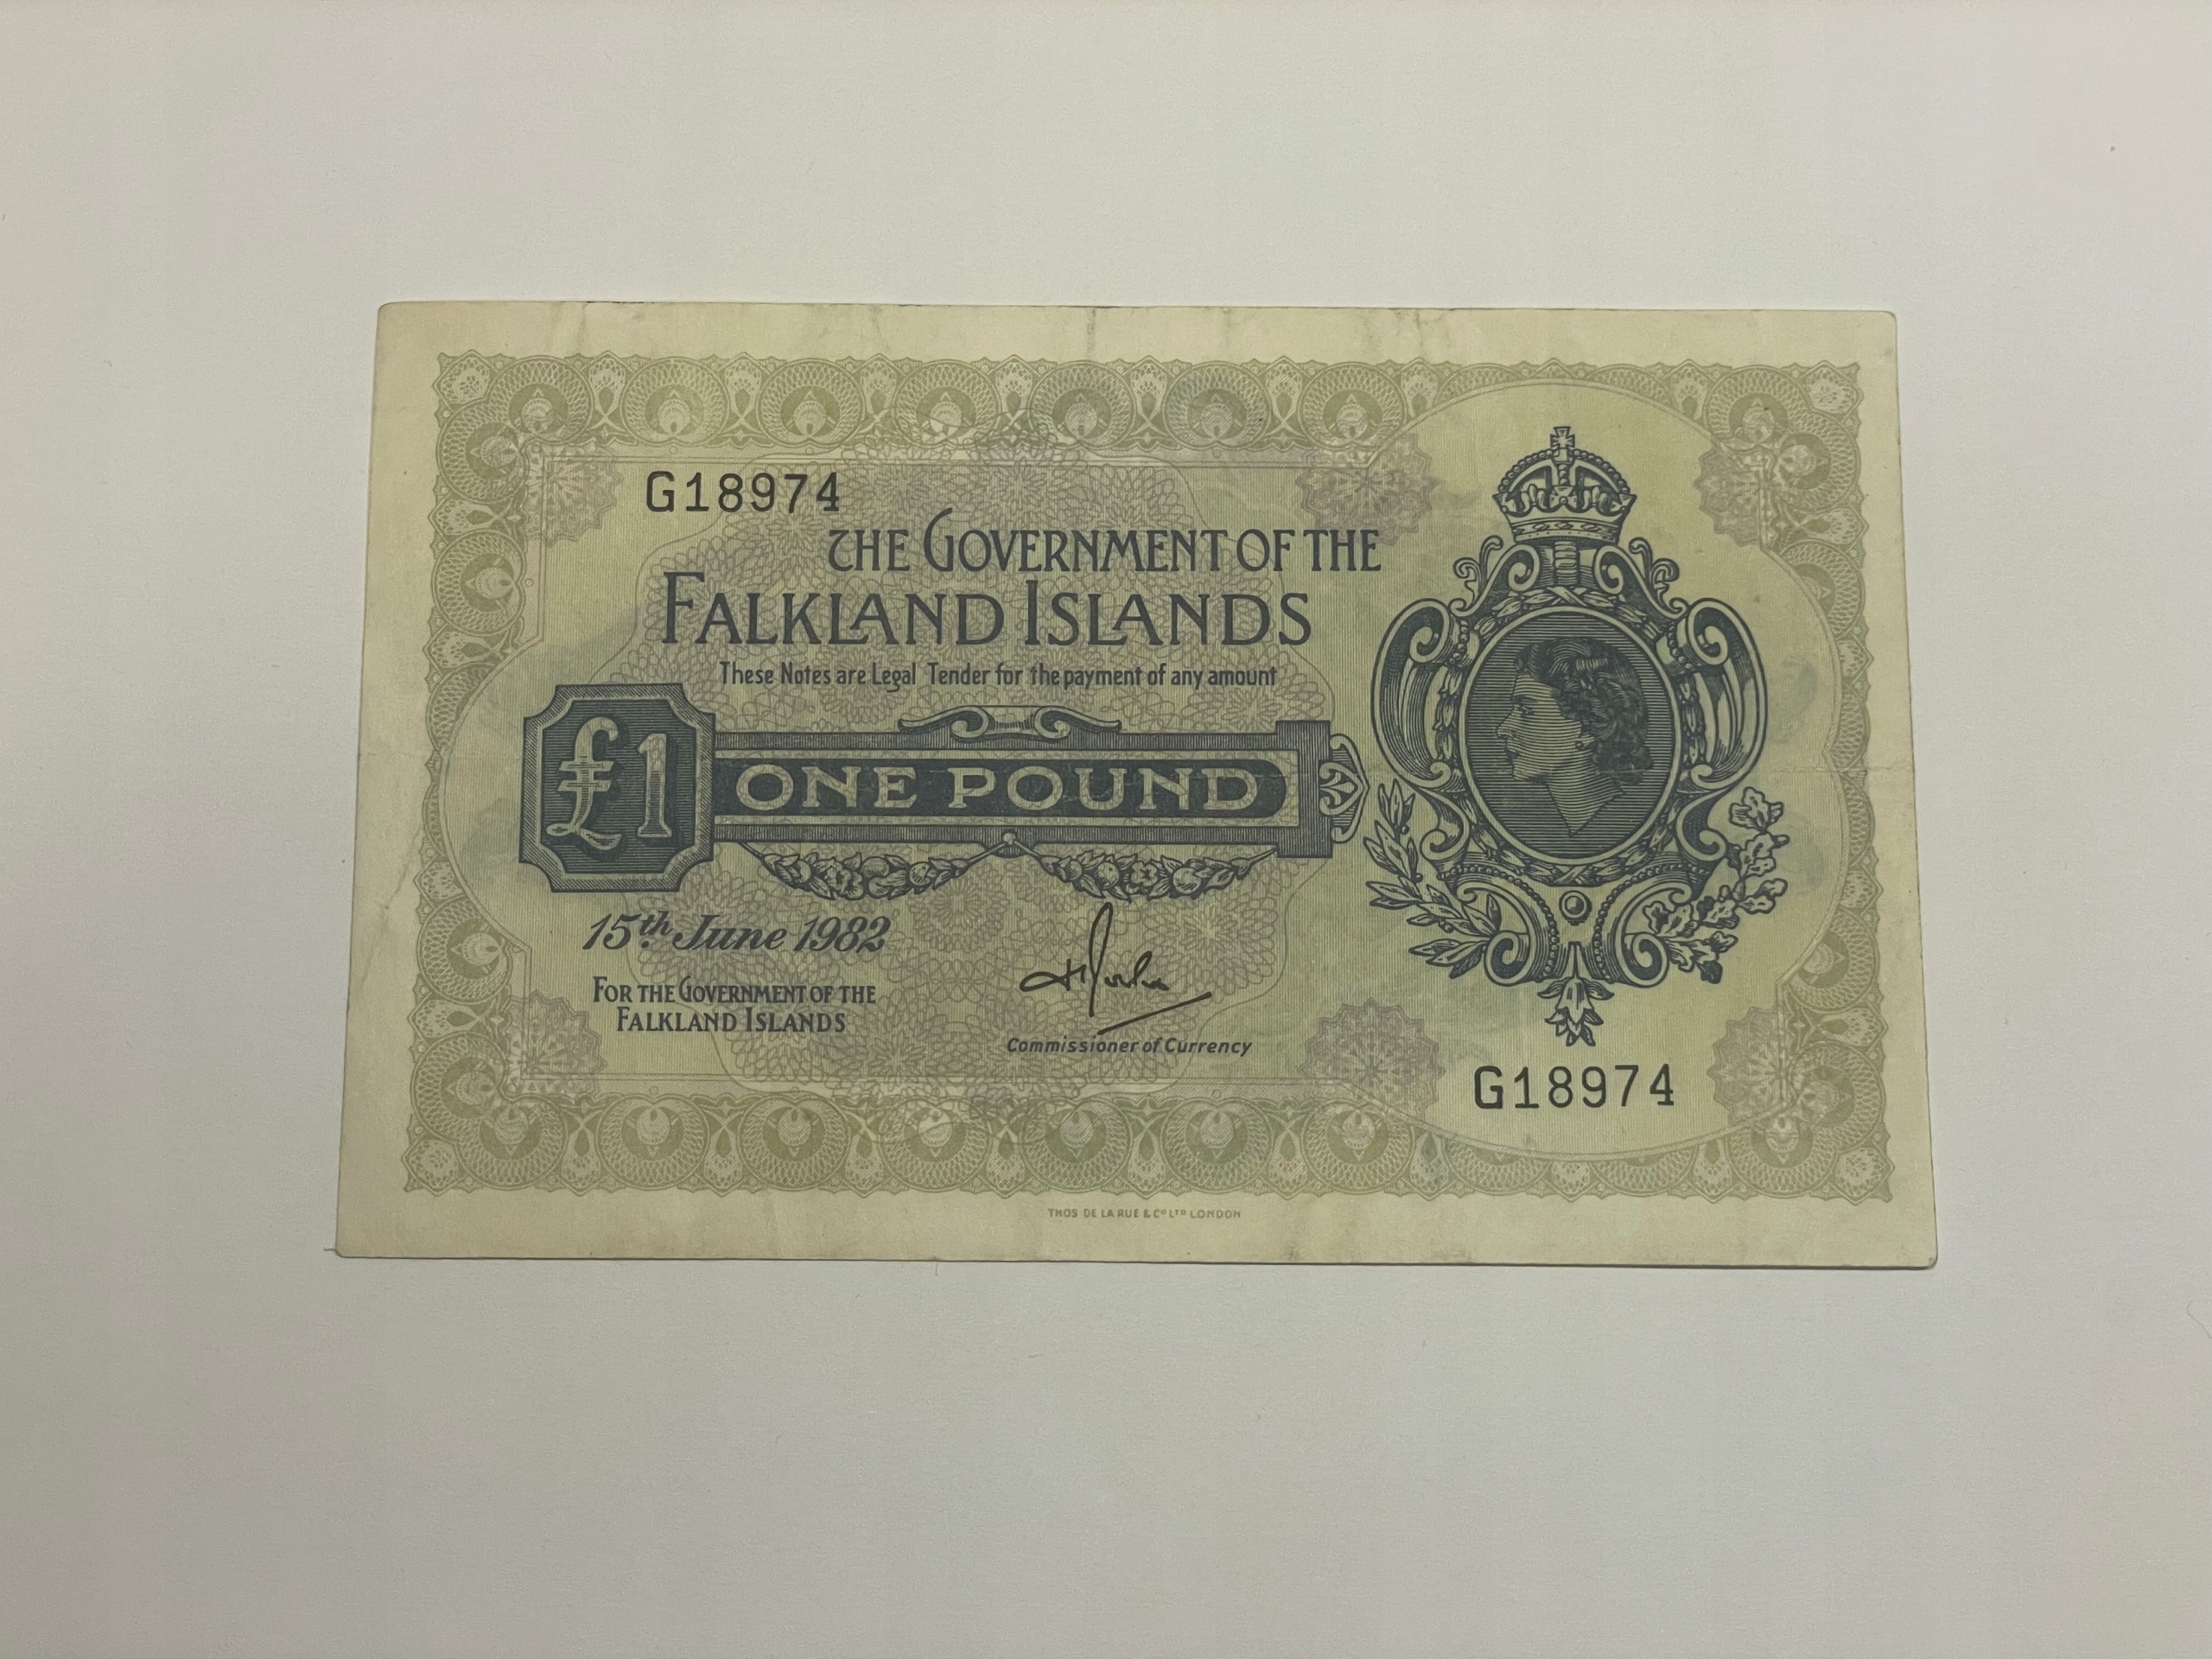 G18974
THE GOVERNMENT OF THE
FALKLAND ISLANDS
These Notes are Legal Tender for the payment of any amount
£1 ONE POUND
15th June 1982
FOR THE GOVERNMENT OF THE
FALKLAND ISLANDS
Commissioner of Currency
G18974
THOS DE LA RUE & Co LTD LONDON